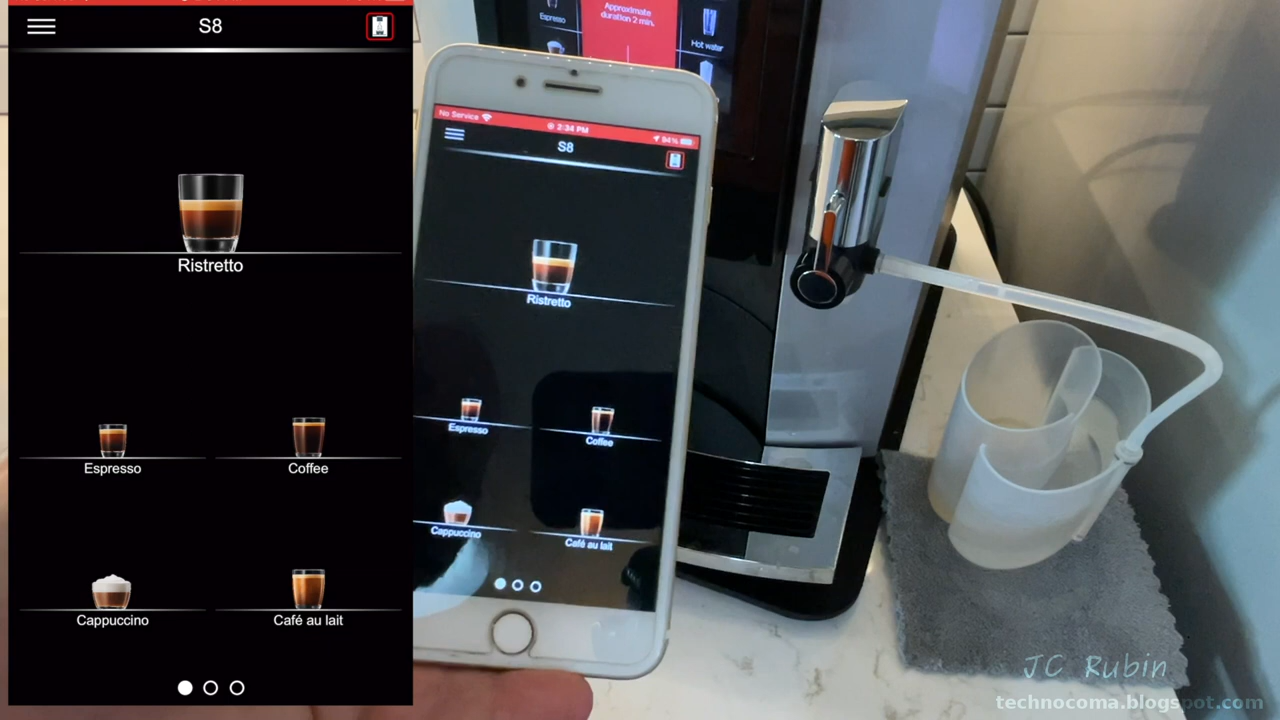 S8
Ristretto
Espresso
Coffee
Cappuccino
Café au lait
No Service
2:34 PM
94%
S8
Ristretto
Espresso
Coffee
Cappuccino
Café au lait
Espresso
Approximate
duration 2 min.
Hot water
JC Rubin
technocoma.blogspot.com